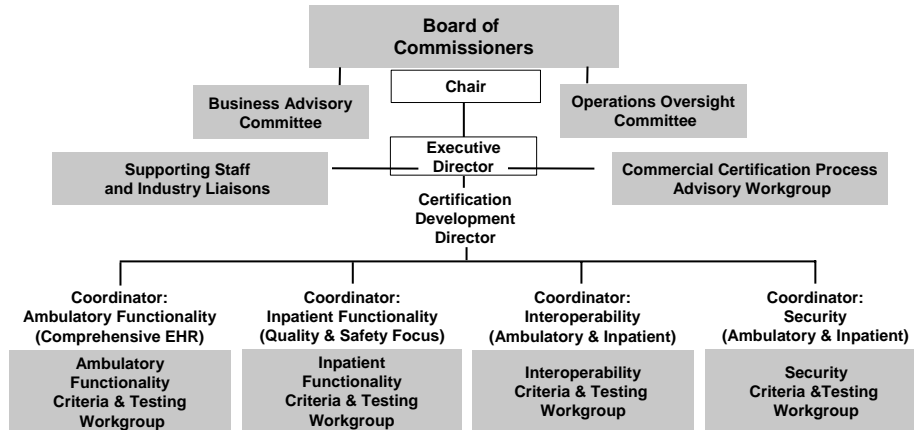 Board of
Commissioners
Chair
Business Advisory
Committee
Operations Oversight
Committee
Executive
Director
Supporting Staff
and Industry Liaisons
Commercial Certification Process
Advisory Workgroup
Certification
Development
Director
Coordinator:
Ambulatory Functionality
(Comprehensive EHR)
Coordinator:
Inpatient Functionality
(Quality & Safety Focus)
Coordinator:
Interoperability
(Ambulatory & Inpatient)
Coordinator:
Security
(Ambulatory & Inpatient)
Ambulatory
Functionality
Criteria & Testing
Workgroup
Inpatient
Functionality
Criteria & Testing
Workgroup
Interoperability
Criteria & Testing
Workgroup
Security
Criteria &Testing
Workgroup